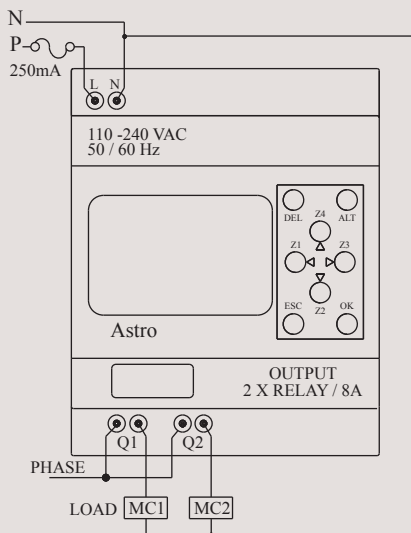 N
P
250mA
L N
110 -240 VAC
50 / 60 Hz
DEL Z4 ALT
Z1 Z3
ESC Z2 OK
Astro
OUTPUT
2 X RELAY / 8A
Q1 Q2
PHASE
LOAD MC1 MC2